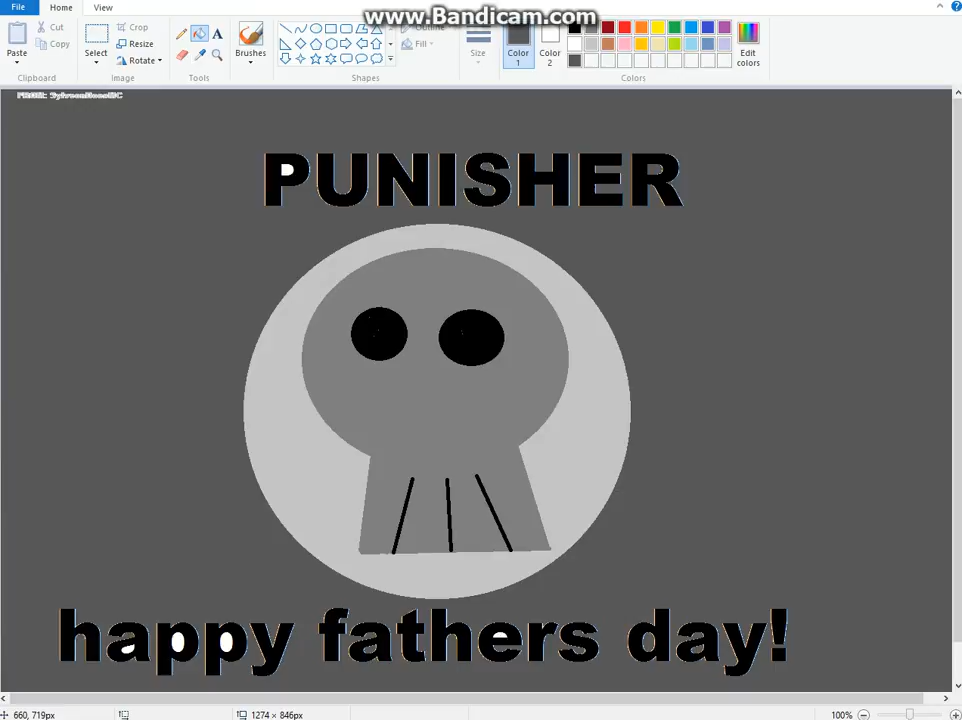 www.Bandicam.com
File Home View
Paste
Cut
Copy
Clipboard
Select
Crop
Resize
Rotate
Image
Tools
Brushes
Outline
Fill
Shapes
Size
Color 1
Color 2
Edit colors
Colors
FROM:
PUNISHER
happy fathers day!
660, 719px
1274 × 846px
100%